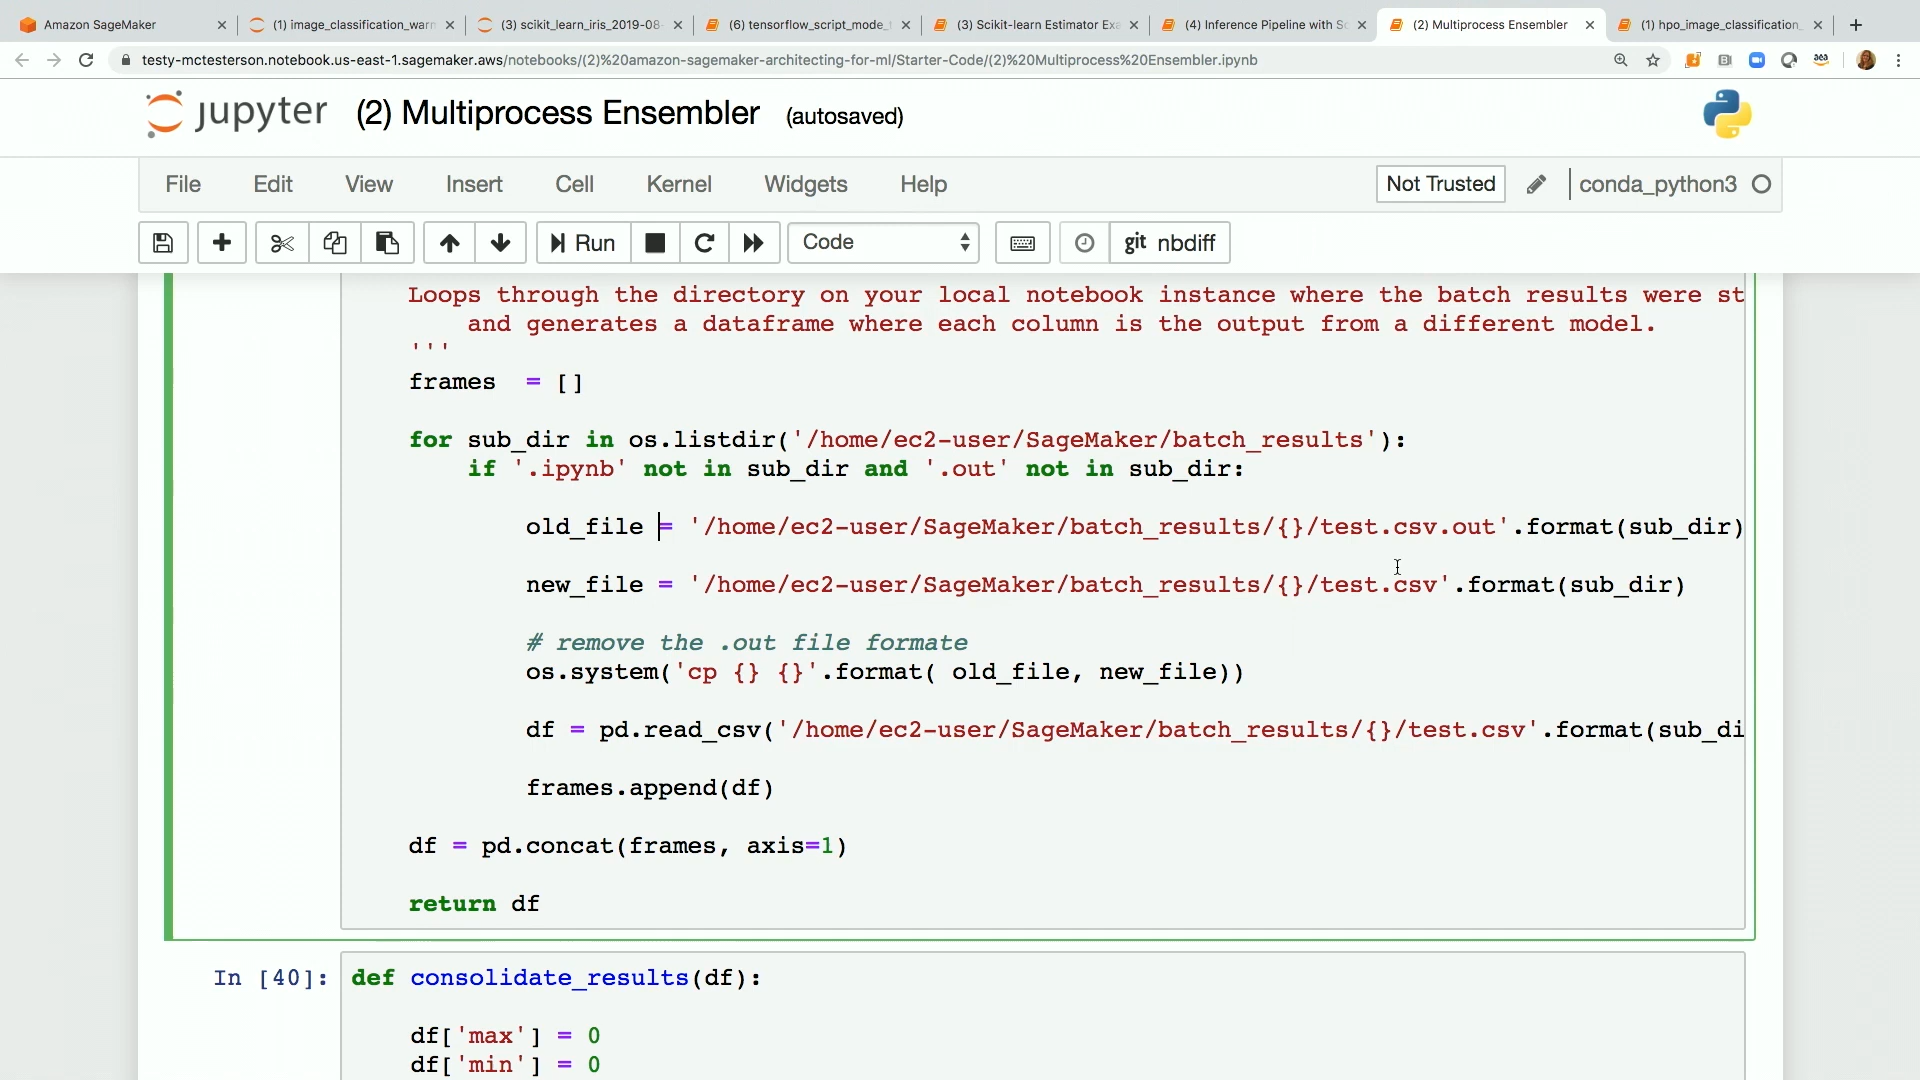 Amazon SageMaker
(1) image_classification_warm
(3) scikit_learn_iris_2019-08-
(6) tensorflow_script_mode_t
(3) Scikit-learn Estimator Exa
(4) Inference Pipeline with Sc
(2) Multiprocess Ensembler
(1) hpo_image_classification_
testy-mctesterson.notebook.us-east-1.sagemaker.aws/notebooks/(2)%20amazon-sagemaker-architecting-for-ml/Starter-Code/(2)%20Multiprocess%20Ensembler.ipynb
jupyter (2) Multiprocess Ensembler (autosaved)
File Edit View Insert Cell Kernel Widgets Help Not Trusted conda_python3
Run Code git nbdiff
Loops through the directory on your local notebook instance where the batch results were st
and generates a dataframe where each column is the output from a different model.
'''
frames = []
for sub_dir in os.listdir('/home/ec2-user/SageMaker/batch_results'):
if '.ipynb' not in sub_dir and '.out' not in sub_dir:
old_file = '/home/ec2-user/SageMaker/batch_results/{}/test.csv.out'.format(sub_dir)
new_file = '/home/ec2-user/SageMaker/batch_results/{}/test.csv'.format(sub_dir)
# remove the .out file formate
os.system('cp {} {}'.format( old_file, new_file))
df = pd.read_csv('/home/ec2-user/SageMaker/batch_results/{}/test.csv'.format(sub_di
frames.append(df)
df = pd.concat(frames, axis=1)
return df
In [40]: def consolidate_results(df):
df['max'] = 0
df['min'] = 0